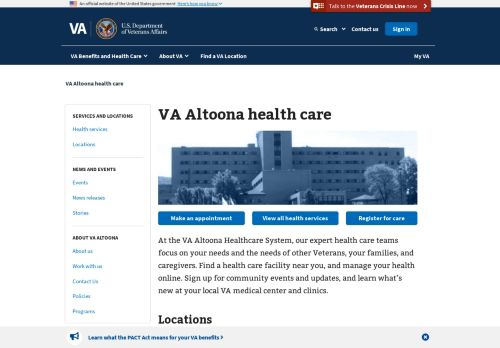 An official website of the United States government Here's how you know
Talk to the Veterans Crisis Line now
VA
U.S. Department
of Veterans Affairs
Search
Contact us
Sign in
VA Benefits and Health Care
About VA
Find a VA Location
My VA
VA Altoona health care
SERVICES AND LOCATIONS
Health services
Locations
NEWS AND EVENTS
Events
News releases
Stories
ABOUT VA ALTOONA
About us
Work with us
Contact Us
Policies
Programs
VA Altoona health care
Make an appointment
View all health services
Register for care
At the VA Altoona Healthcare System, our expert health care teams
focus on your needs and the needs of other Veterans, your families, and
caregivers. Find a health care facility near you, and manage your health
online. Sign up for community events and updates, and learn what's
new at your local VA medical center and clinics.
Locations
Learn what the PACT Act means for your VA benefits